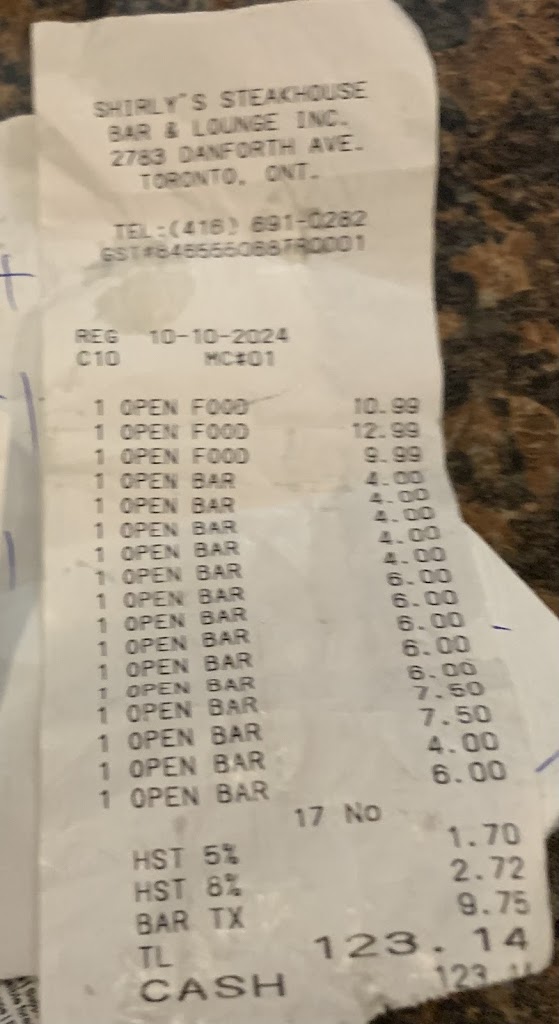 SHIRLY'S STEAKHOUSE
BAR & LOUNGE INC.
2783 DANFORTH AVE.
TORONTO, ONT.
TEL:(416) 691-0282
REG 10-10-2024
C10 MC#01
1 OPEN FOOD 10.99
1 OPEN FOOD 12.99
1 OPEN FOOD 9.99
1 OPEN BAR 4.00
1 OPEN BAR 4.00
1 OPEN BAR 4.00
1 OPEN BAR 4.00
1 OPEN BAR 4.00
1 OPEN BAR 6.00
1 OPEN BAR 6.00
1 OPEN BAR 6.00
1 OPEN BAR 6.00
1 OPEN BAR 6.00
1 OPEN BAR 7.50
1 OPEN BAR 7.50
1 OPEN BAR 4.00
1 OPEN BAR 6.00
17 No
HST 5% 1.70
HST 8% 2.72
BAR TX 9.75
TL 123.14
CASH